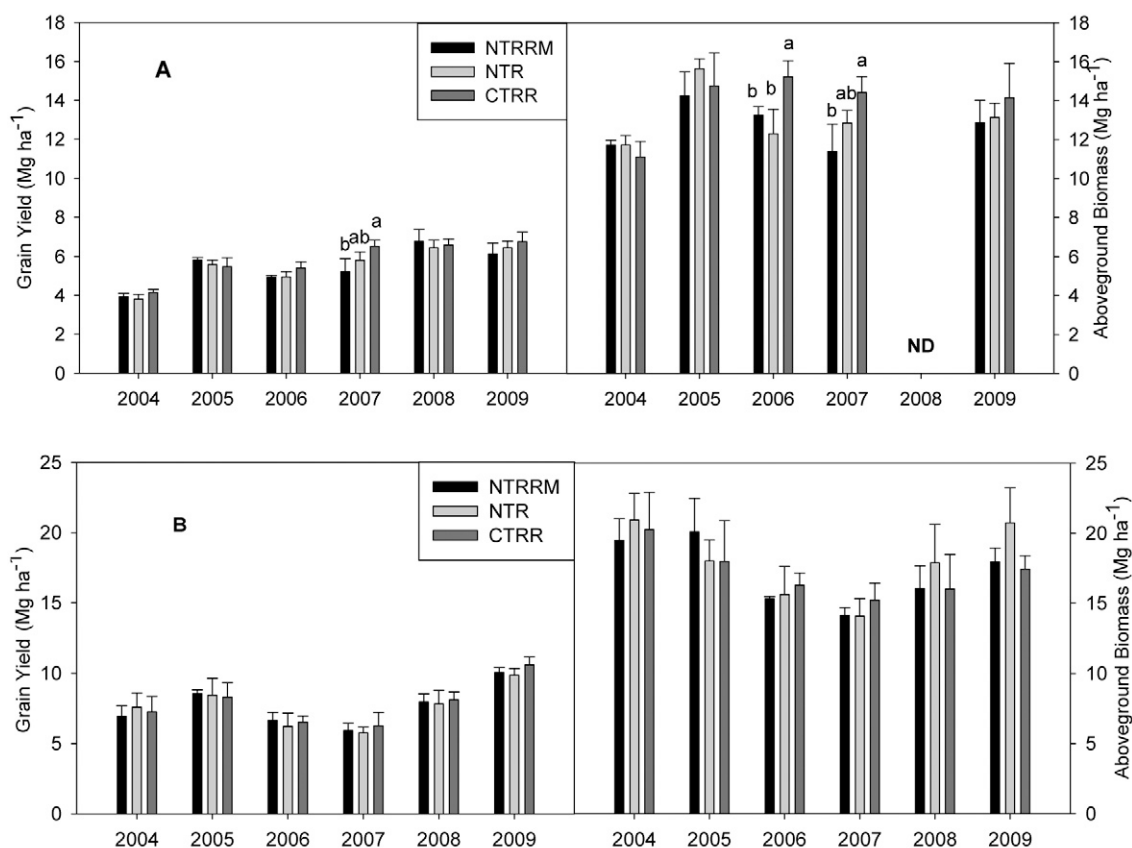 A
NTRRM
NTR
CTRR
Grain Yield (Mg ha⁻¹)
18
16
14
12
10
8
6
4
2
0
b ab a
2004 2005 2006 2007 2008 2009
b b a
b ab a
ND
18
16
14
12
10
8
6
4
2
0
Aboveground Biomass (Mg ha⁻¹)
2004 2005 2006 2007 2008 2009
B
NTRRM
NTR
CTRR
Grain Yield (Mg ha⁻¹)
25
20
15
10
5
0
2004 2005 2006 2007 2008 2009
25
20
15
10
5
0
Aboveground Biomass (Mg ha⁻¹)
2004 2005 2006 2007 2008 2009